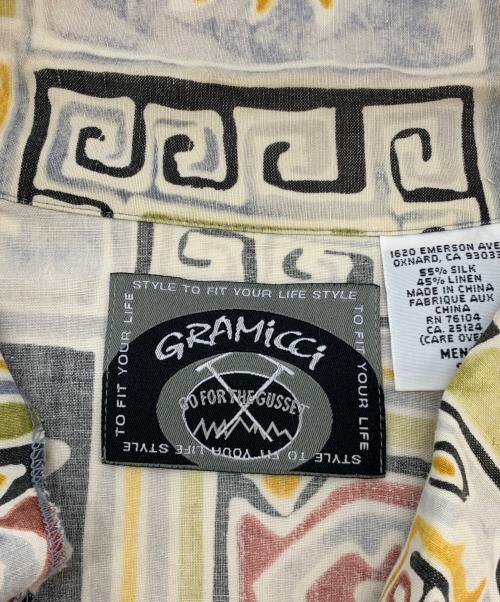 STYLE TO FIT YOUR LIFE STYLE
TO FIT YOUR LIFE
GRAMiCCi
GO FOR THE GUSSET
TO FIT YOUR LIFE
STYLE TO FIT YOUR LIFE STYLE
1620 EMERSON AVE
OXNARD, CA 93033
55% SILK
45% LINEN
MADE IN CHINA
FABRIQUE AUX
CHINA
RN 76104
CA. 25124
(CARE OVE
MEN